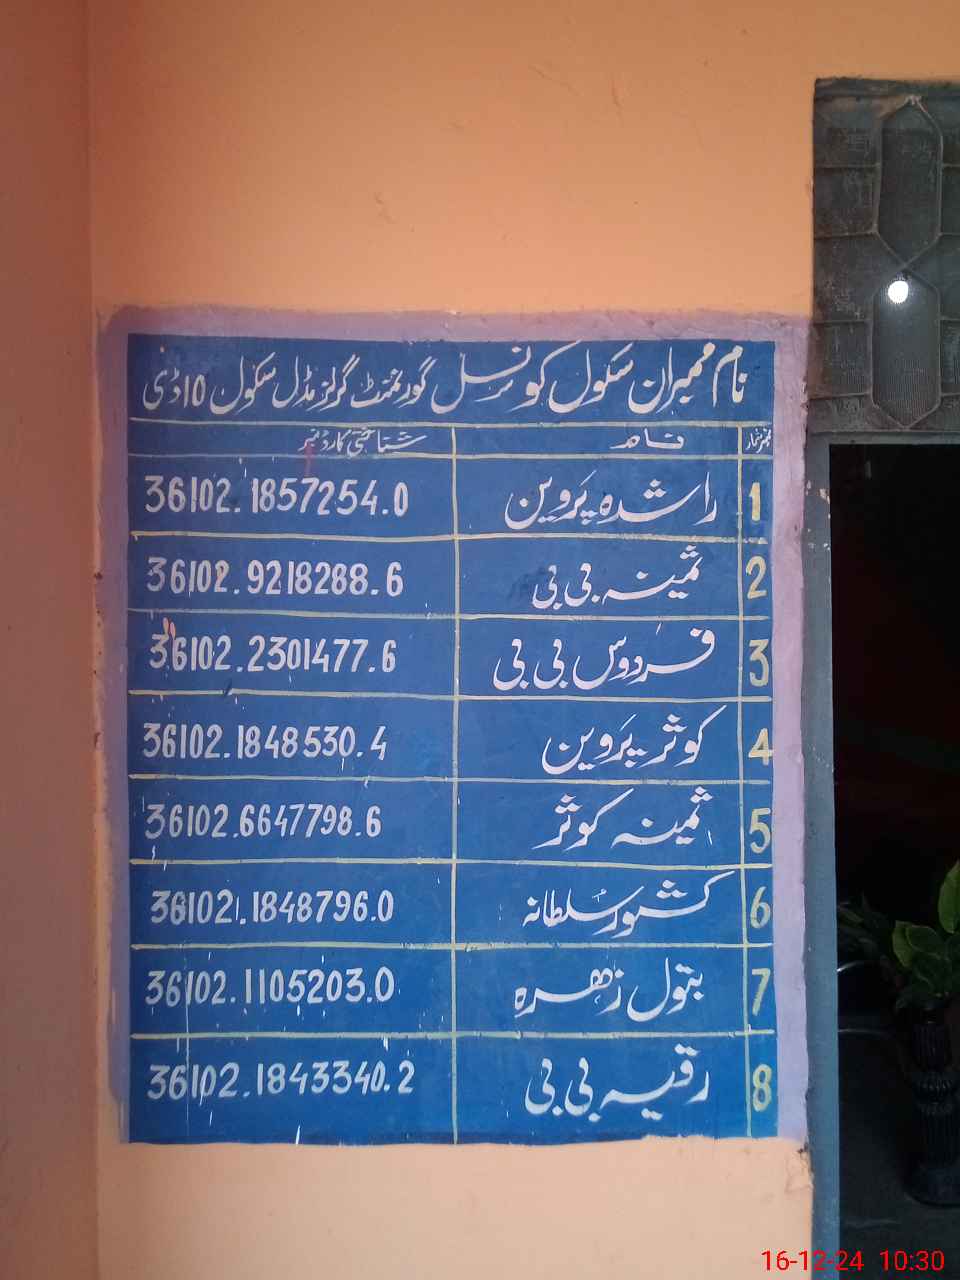 نام ممبران سکول کونسل گورنمنٹ گرلز مڈل سکول 10 ڈی
نمبر شمار نام شناختی کارڈ نمبر
1 راشدہ پروین 36102.1857254.0
2 ثمینہ بی بی 36102.9218288.6
3 فردوس بی بی 36102.2301477.6
4 کوثر پروین 36102.1848530.4
5 ثمینہ کوثر 36102.6647798.6
6 کشور سلطانہ 36102.1848796.0
7 بتول زھرہ 36102.1105203.0
8 رقیہ بی بی 36102.1843340.2
16-12-24 10:30